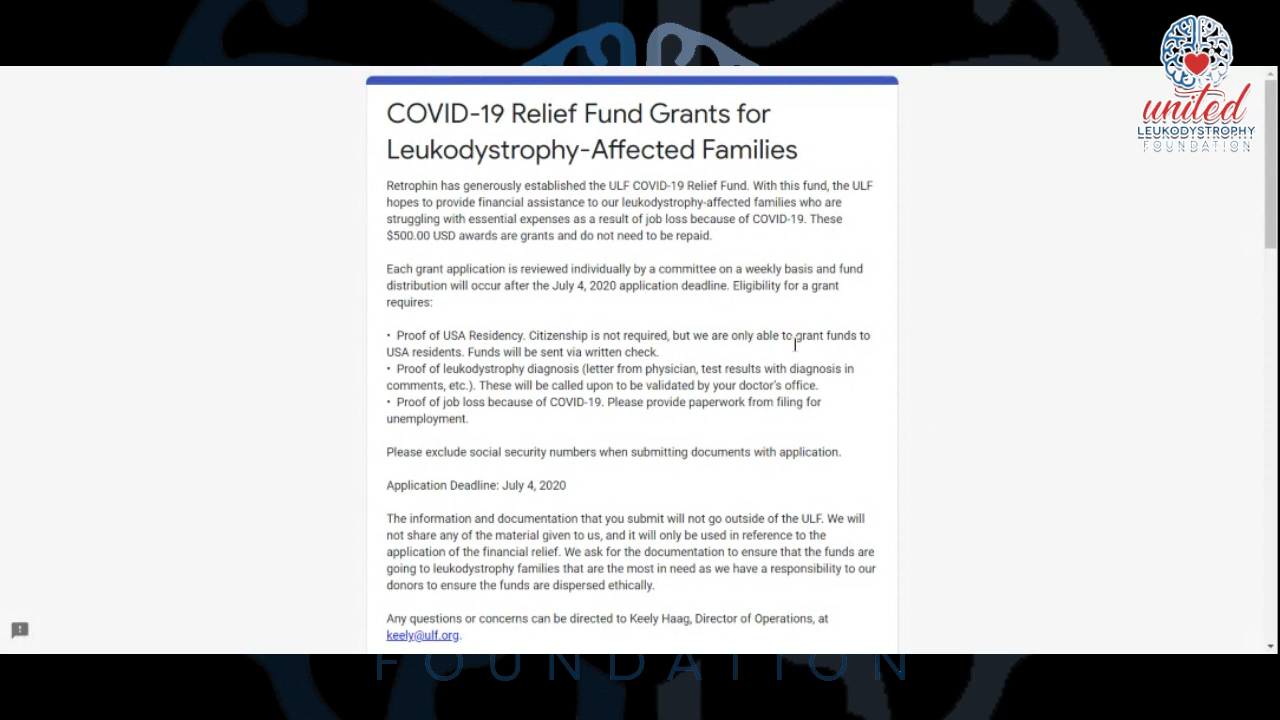 COVID-19 Relief Fund Grants for
Leukodystrophy-Affected Families
Retrophin has generously established the ULF COVID-19 Relief Fund. With this fund, the ULF
hopes to provide financial assistance to our leukodystrophy-affected families who are
struggling with essential expenses as a result of job loss because of COVID-19. These
$500.00 USD awards are grants and do not need to be repaid.
Each grant application is reviewed individually by a committee on a weekly basis and fund
distribution will occur after the July 4, 2020 application deadline. Eligibility for a grant
requires:
• Proof of USA Residency. Citizenship is not required, but we are only able to grant funds to
USA residents. Funds will be sent via written check.
• Proof of leukodystrophy diagnosis (letter from physician, test results with diagnosis in
comments, etc.). These will be called upon to be validated by your doctor's office.
• Proof of job loss because of COVID-19. Please provide paperwork from filing for
unemployment.
Please exclude social security numbers when submitting documents with application.
Application Deadline: July 4, 2020
The information and documentation that you submit will not go outside of the ULF. We will
not share any of the material given to us, and it will only be used in reference to the
application of the financial relief. We ask for the documentation to ensure that the funds are
going to leukodystrophy families that are the most in need as we have a responsibility to our
donors to ensure the funds are dispersed ethically.
Any questions or concerns can be directed to Keely Haag, Director of Operations, at
keely@ulf.org.
united
LEUKODYSTROPHY
FOUNDATION
FOUNDATION